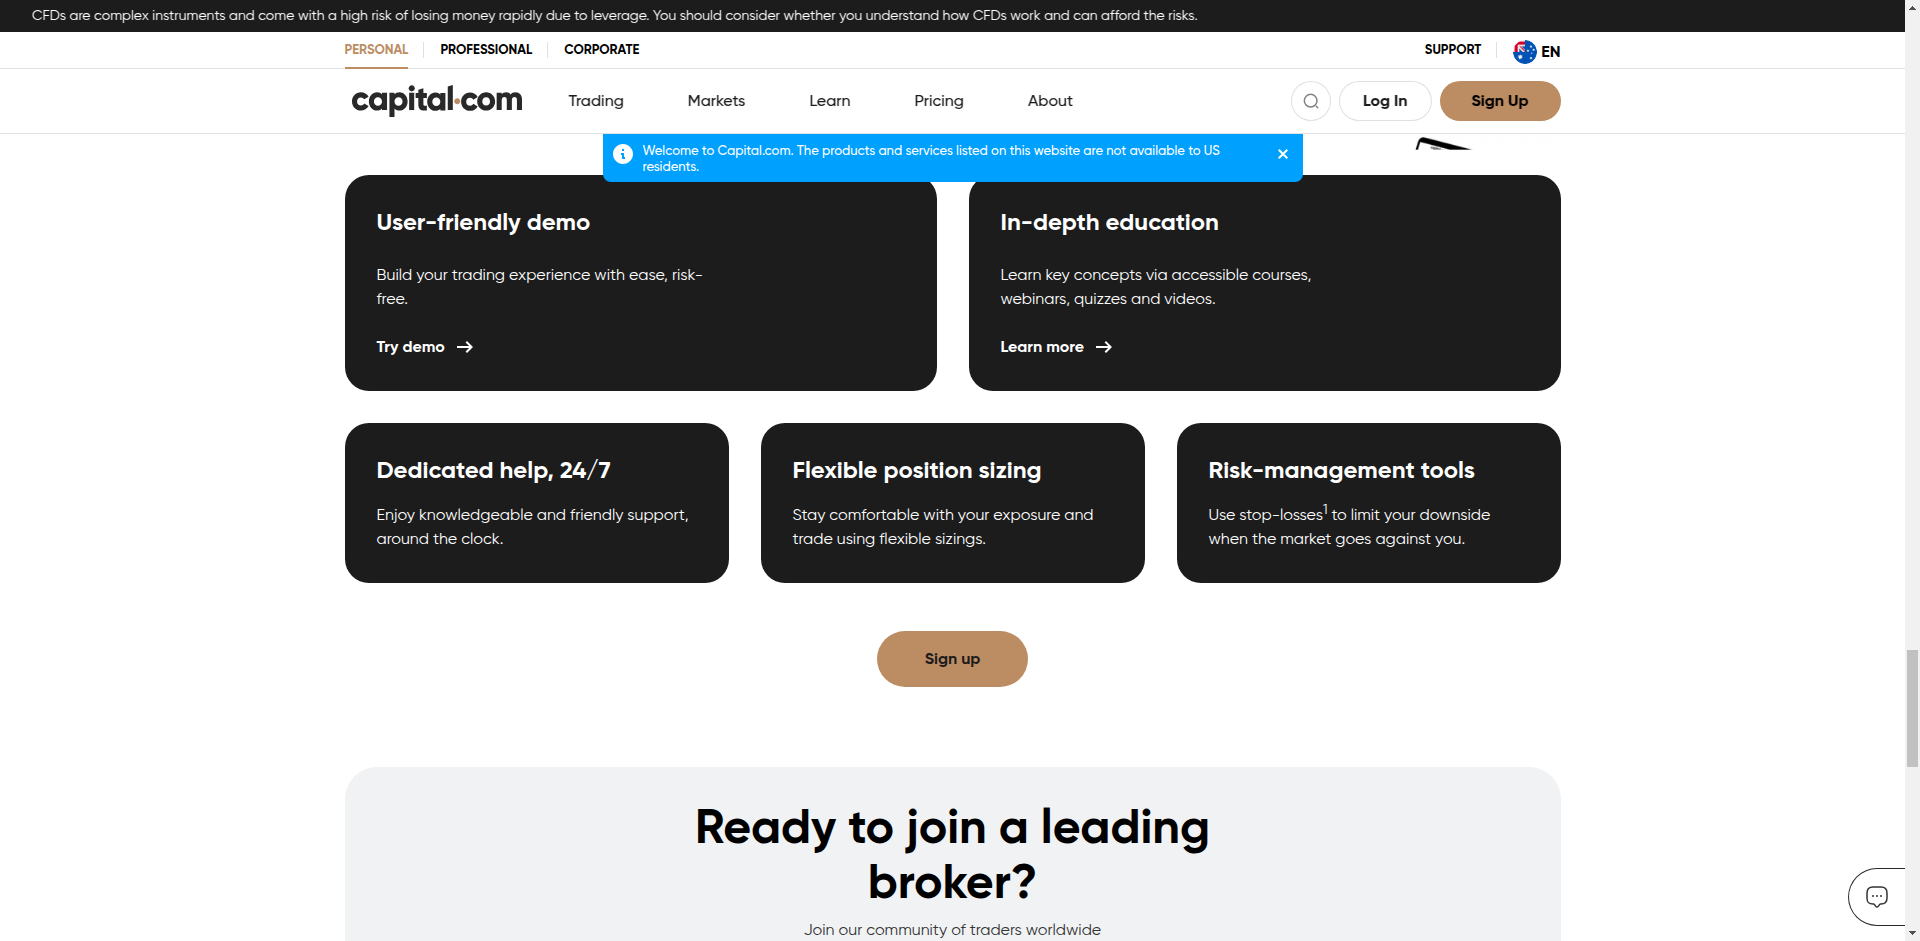 CFDs are complex instruments and come with a high risk of losing money rapidly due to leverage. You should consider whether you understand how CFDs work and can afford the risks.
PERSONAL
PROFESSIONAL
CORPORATE
SUPPORT
EN
capital.com
Trading
Markets
Learn
Pricing
About
Log In
Sign Up
Welcome to Capital.com. The products and services listed on this website are not available to US
residents.
User-friendly demo
Build your trading experience with ease, risk-
free.
Try demo
In-depth education
Learn key concepts via accessible courses,
webinars, quizzes and videos.
Learn more
Dedicated help, 24/7
Enjoy knowledgeable and friendly support,
around the clock.
Flexible position sizing
Stay comfortable with your exposure and
trade using flexible sizings.
Risk-management tools
Use stop-losses1 to limit your downside
when the market goes against you.
Sign up
Ready to join a leading
broker?
Join our community of traders worldwide